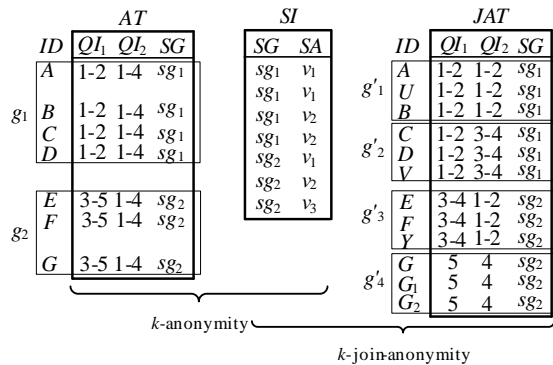 AT SI JAT
ID QI1 QI2 SG SG SA ID QI1 QI2 SG
A 1-2 1-4 sg1 sg1 v1 A 1-2 1-2 sg1
sg1 v1 g'1 U 1-2 1-2 sg1
g1 B 1-2 1-4 sg1 sg1 v2 B 1-2 1-2 sg1
C 1-2 1-4 sg1 sg1 v2 g'2 C 1-2 3-4 sg1
D 1-2 1-4 sg1 sg2 v1 D 1-2 3-4 sg1
sg2 v2 V 1-2 3-4 sg1
g2 E 3-5 1-4 sg2 sg2 v3 g'3 E 3-4 1-2 sg2
F 3-5 1-4 sg2 F 3-4 1-2 sg2
Y 3-4 1-2 sg2
G 3-5 1-4 sg2 g'4 G 5 4 sg2
G1 5 4 sg2
G2 5 4 sg2
k-anonymity
k-join-anonymity